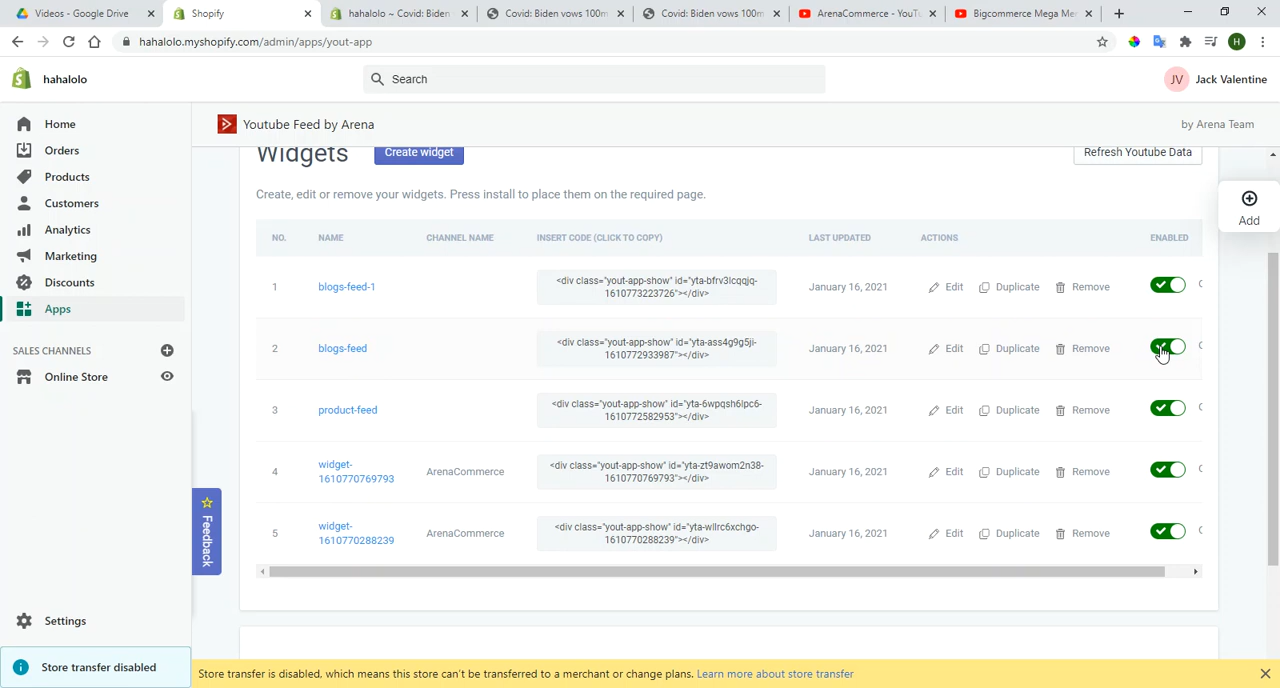 Videos - Google Drive
Shopify
hahalolo ~ Covid: Biden
Covid: Biden vows 100m
Covid: Biden vows 100m
ArenaCommerce - YouTu
Bigcommerce Mega Me
hahalolo.myshopify.com/admin/apps/yout-app
H
hahalolo
Search
JV
Jack Valentine
Home
Orders
Products
Customers
Analytics
Marketing
Discounts
Apps
SALES CHANNELS
Online Store
Settings
Store transfer disabled
Youtube Feed by Arena
by Arena Team
Widgets
Create widget
Refresh Youtube Data
Create, edit or remove your widgets. Press install to place them on the required page.
Add
NO. NAME CHANNEL NAME INSERT CODE (CLICK TO COPY) LAST UPDATED ACTIONS ENABLED
1 blogs-feed-1 <div class="yout-app-show" id="yta-bfrv3lcqqjq-
1610773223726"></div> January 16, 2021 Edit Duplicate Remove
2 blogs-feed <div class="yout-app-show" id="yta-ass4g9g5ji-
1610772933987"></div> January 16, 2021 Edit Duplicate Remove
3 product-feed <div class="yout-app-show" id="yta-6wpqsh6lpc6-
1610772582953"></div> January 16, 2021 Edit Duplicate Remove
4 widget-
1610770769793 ArenaCommerce <div class="yout-app-show" id="yta-zt9awom2n38-
1610770769793"></div> January 16, 2021 Edit Duplicate Remove
5 widget-
1610770288239 ArenaCommerce <div class="yout-app-show" id="yta-wllrc6xchgo-
1610770288239"></div> January 16, 2021 Edit Duplicate Remove
Feedback
Store transfer is disabled, which means this store can't be transferred to a merchant or change plans. Learn more about store transfer